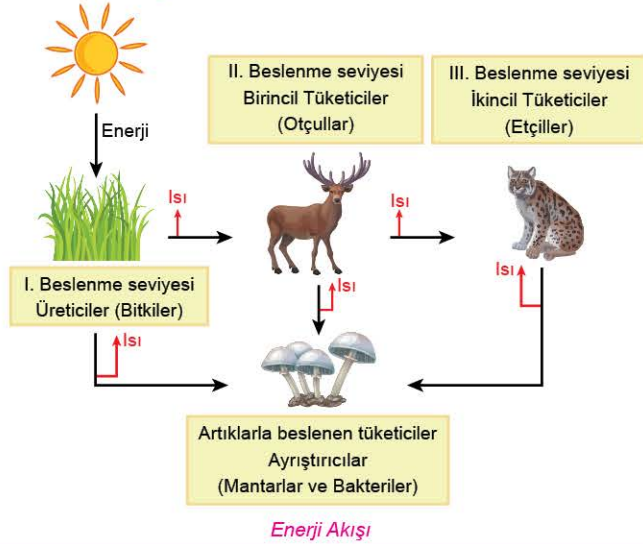 Enerji
II. Beslenme seviyesi
Birincil Tüketiciler
(Otçullar)
III. Beslenme seviyesi
İkincil Tüketiciler
(Etçiller)
Isı
Isı
I. Beslenme seviyesi
Üreticiler (Bitkiler)
Isı
Isı
Isı
Artıklarla beslenen tüketiciler
Ayrıştırıcılar
(Mantarlar ve Bakteriler)
Enerji Akışı